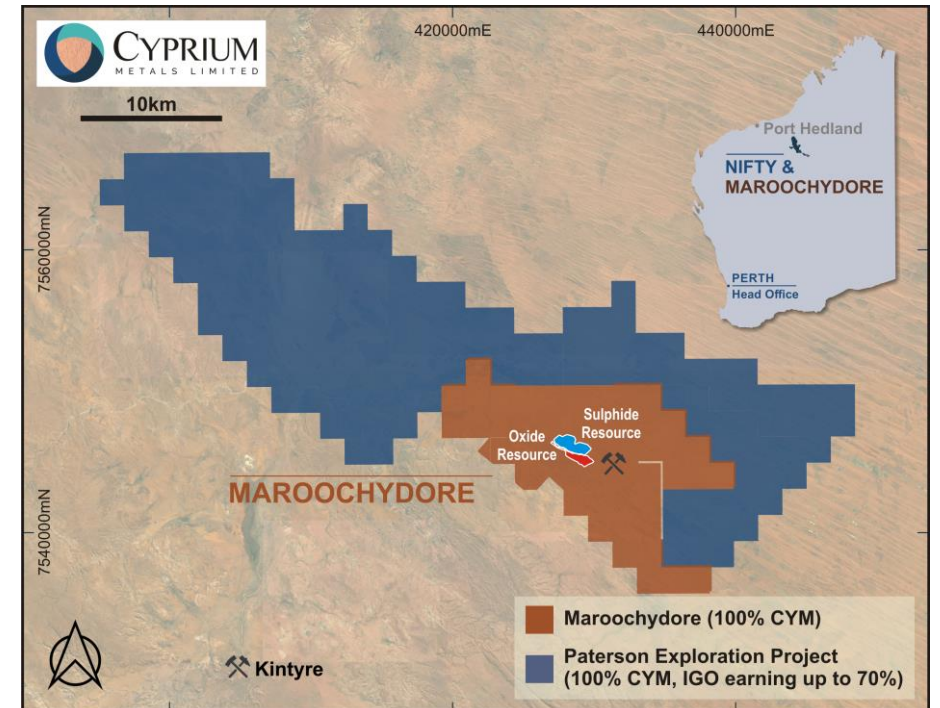 CYPRIUM
METALS LIMITED
420000mE
440000mE
10km
Port Hedland
NIFTY &
MAROOCHYDORE
PERTH
Head Office
7560000mN
Sulphide
Resource
Oxide
Resource
MAROOCHYDORE
7540000mN
Kintyre
Maroochydore (100% CYM)
Paterson Exploration Project
(100% CYM, IGO earning up to 70%)